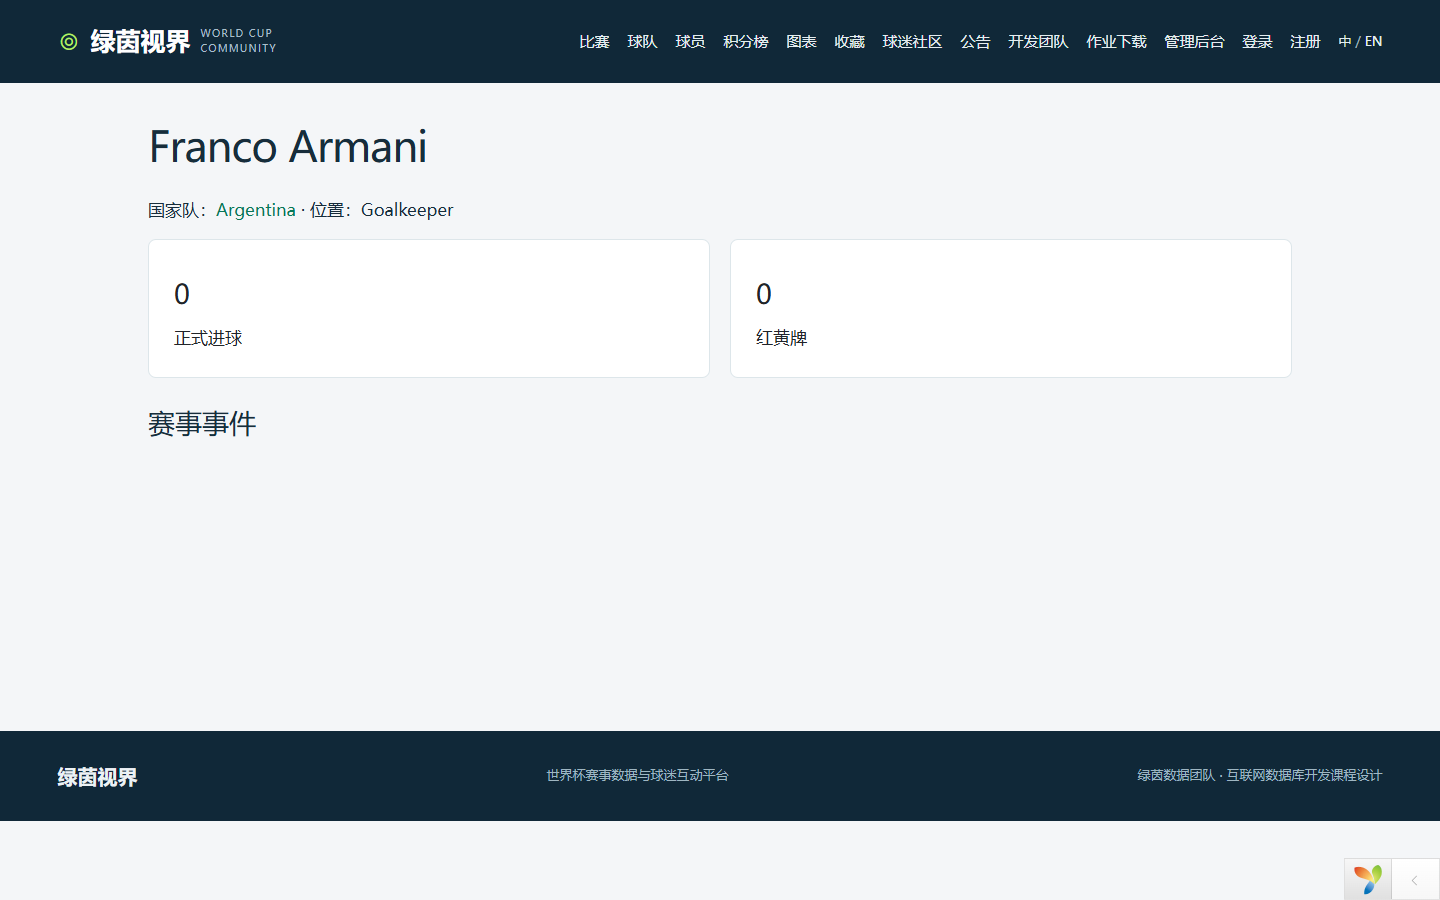 绿茵视界
WORLD CUP
COMMUNITY
比赛 球队 球员 积分榜 图表 收藏 球迷社区 公告 开发团队 作业下载 管理后台 登录 注册 中 / EN
Franco Armani
国家队：Argentina · 位置：Goalkeeper
0
正式进球
0
红黄牌
赛事事件
绿茵视界
世界杯赛事数据与球迷互动平台
绿茵数据团队 · 互联网数据库开发课程设计